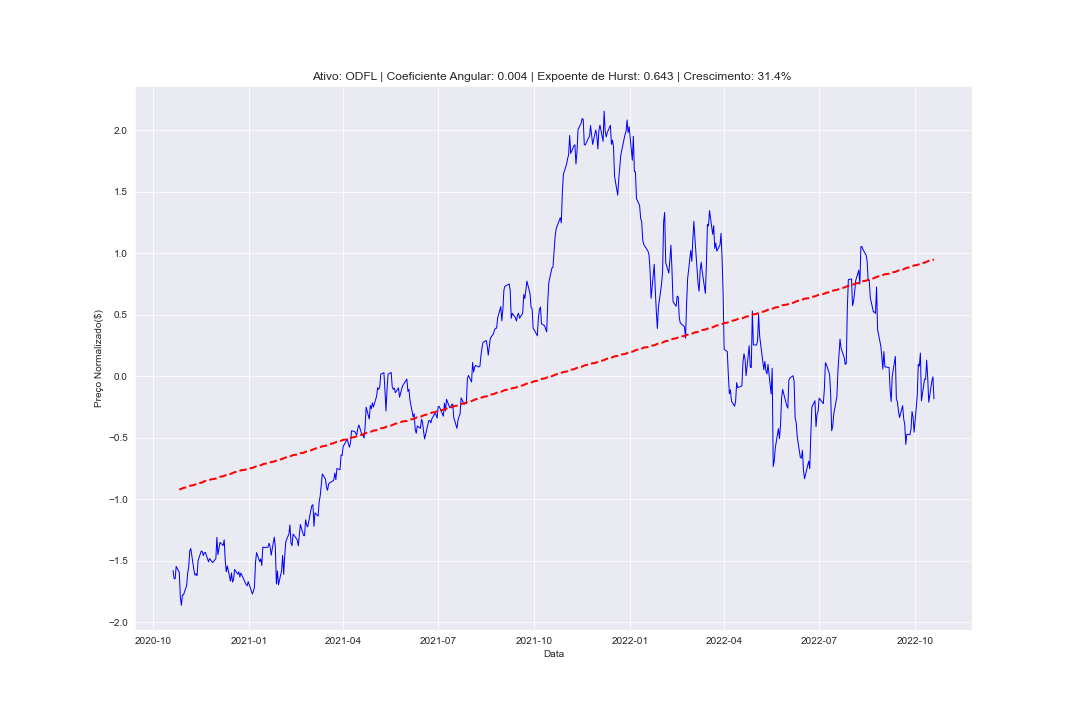 Ativo: ODFL | Coeficiente Angular: 0.004 | Expoente de Hurst: 0.643 | Crescimento: 31.4%
Preço Normalizado($)
2.0
1.5
1.0
0.5
0.0
−0.5
−1.0
−1.5
−2.0
2020-10 2021-01 2021-04 2021-07 2021-10 2022-01 2022-04 2022-07 2022-10
Data